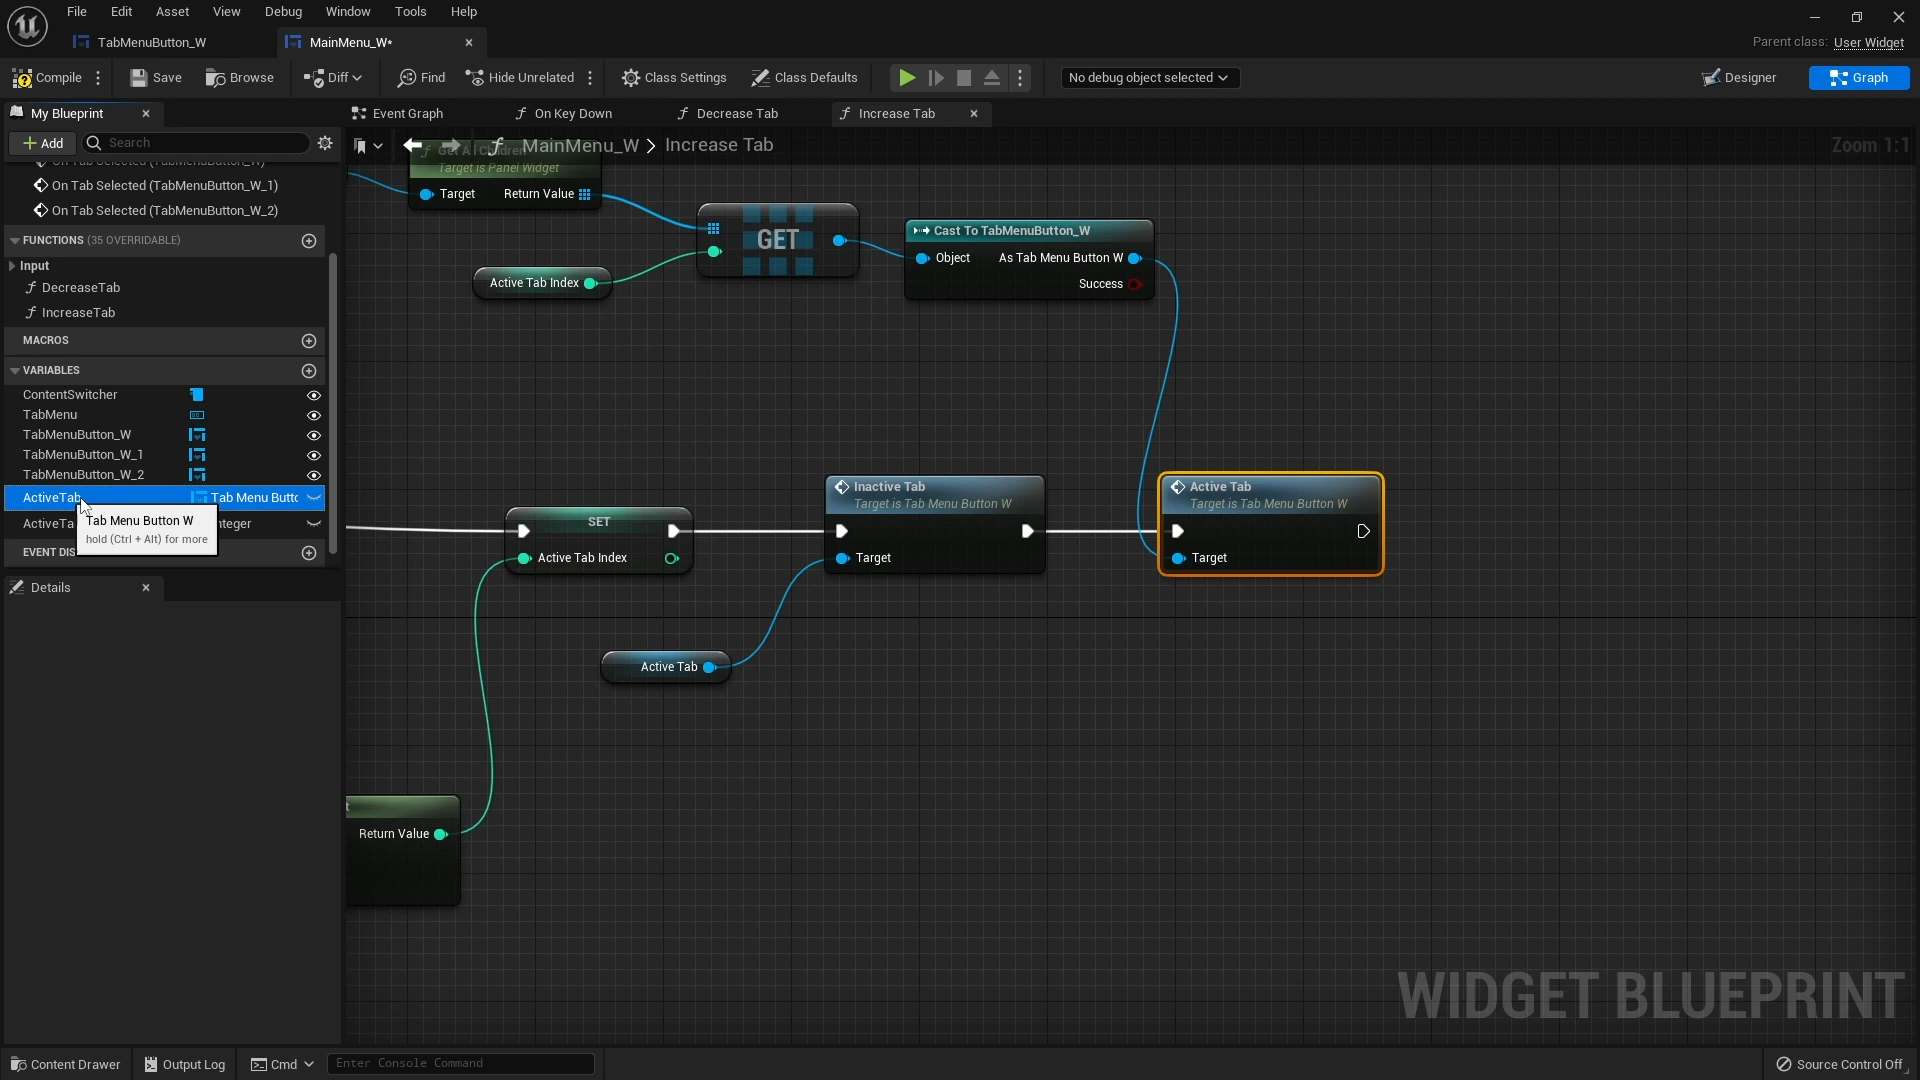 File Edit Asset View Debug Window Tools Help
TabMenuButton_W
MainMenu_W*
Parent class: User Widget
Compile
Save
Browse
Diff
Find
Hide Unrelated
Class Settings
Class Defaults
No debug object selected
Designer
Graph
My Blueprint
Event Graph
On Key Down
Decrease Tab
Increase Tab
Add
Search
MainMenu_W > Increase Tab
Zoom 1:1
On Tab Selected (TabMenuButton_W)
On Tab Selected (TabMenuButton_W_1)
On Tab Selected (TabMenuButton_W_2)
FUNCTIONS (35 OVERRIDABLE)
Input
DecreaseTab
IncreaseTab
MACROS
VARIABLES
ContentSwitcher
TabMenu
TabMenuButton_W
TabMenuButton_W_1
TabMenuButton_W_2
ActiveTab Tab Menu Butto
ActiveTa nteger
Tab Menu Button W
hold (Ctrl + Alt) for more
EVENT DIS
Details
Children
Target is Panel Widget
Target Return Value
GET
Active Tab Index
Cast To TabMenuButton_W
Object As Tab Menu Button W
Success
SET
Active Tab Index
Inactive Tab
Target is Tab Menu Button W
Target
Active Tab
Target is Tab Menu Button W
Target
Active Tab
Return Value
WIDGET BLUEPRINT
Content Drawer
Output Log
Cmd
Enter Console Command
Source Control Off